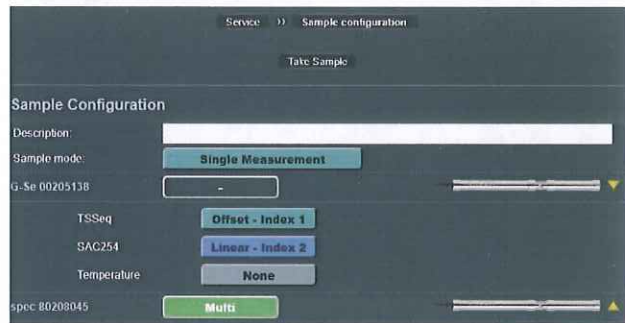 Service » Sample configuration
Take Sample
Sample Configuration
Description:
Sample mode: Single Measurement
G-Se 00205138 -
TSSeq Offset - Index 1
SAC254 Linear - Index 2
Temperature None
spec 80208045 Multi